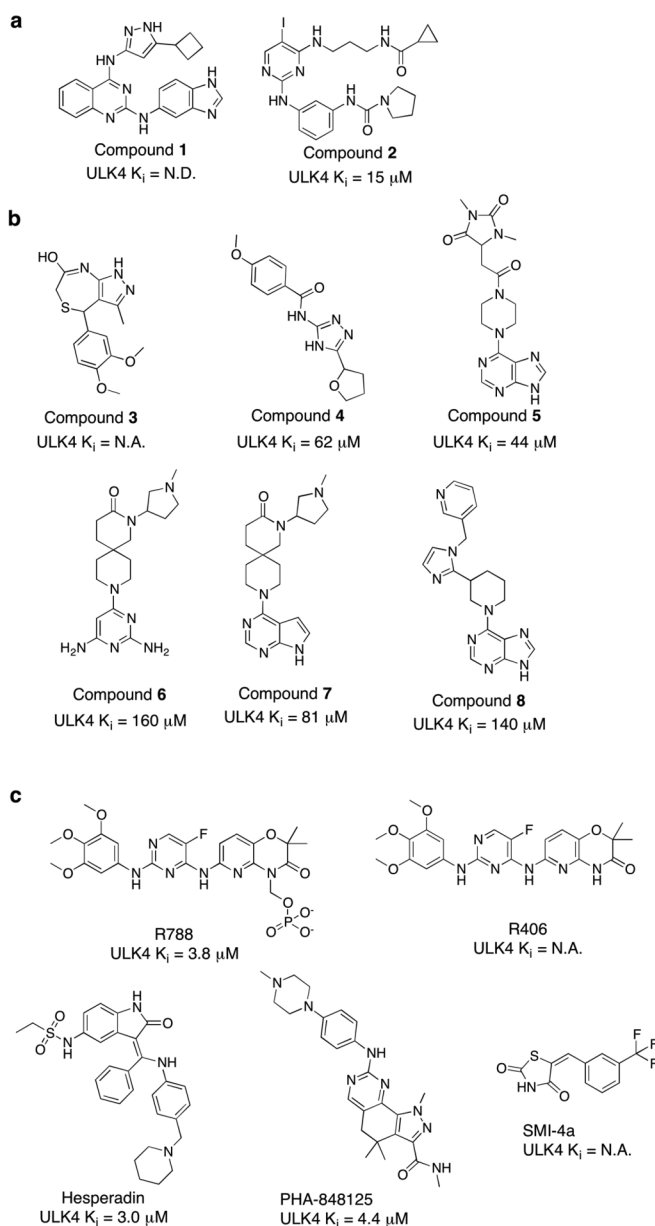 a
Compound 1
ULK4 Kᵢ = N.D.
Compound 2
ULK4 Kᵢ = 15 μM
b
Compound 3
ULK4 Kᵢ = N.A.
Compound 4
ULK4 Kᵢ = 62 μM
Compound 5
ULK4 Kᵢ = 44 μM
Compound 6
ULK4 Kᵢ = 160 μM
Compound 7
ULK4 Kᵢ = 81 μM
Compound 8
ULK4 Kᵢ = 140 μM
c
R788
ULK4 Kᵢ = 3.8 μM
R406
ULK4 Kᵢ = N.A.
Hesperadin
ULK4 Kᵢ = 3.0 μM
PHA-848125
ULK4 Kᵢ = 4.4 μM
SMI-4a
ULK4 Kᵢ = N.A.